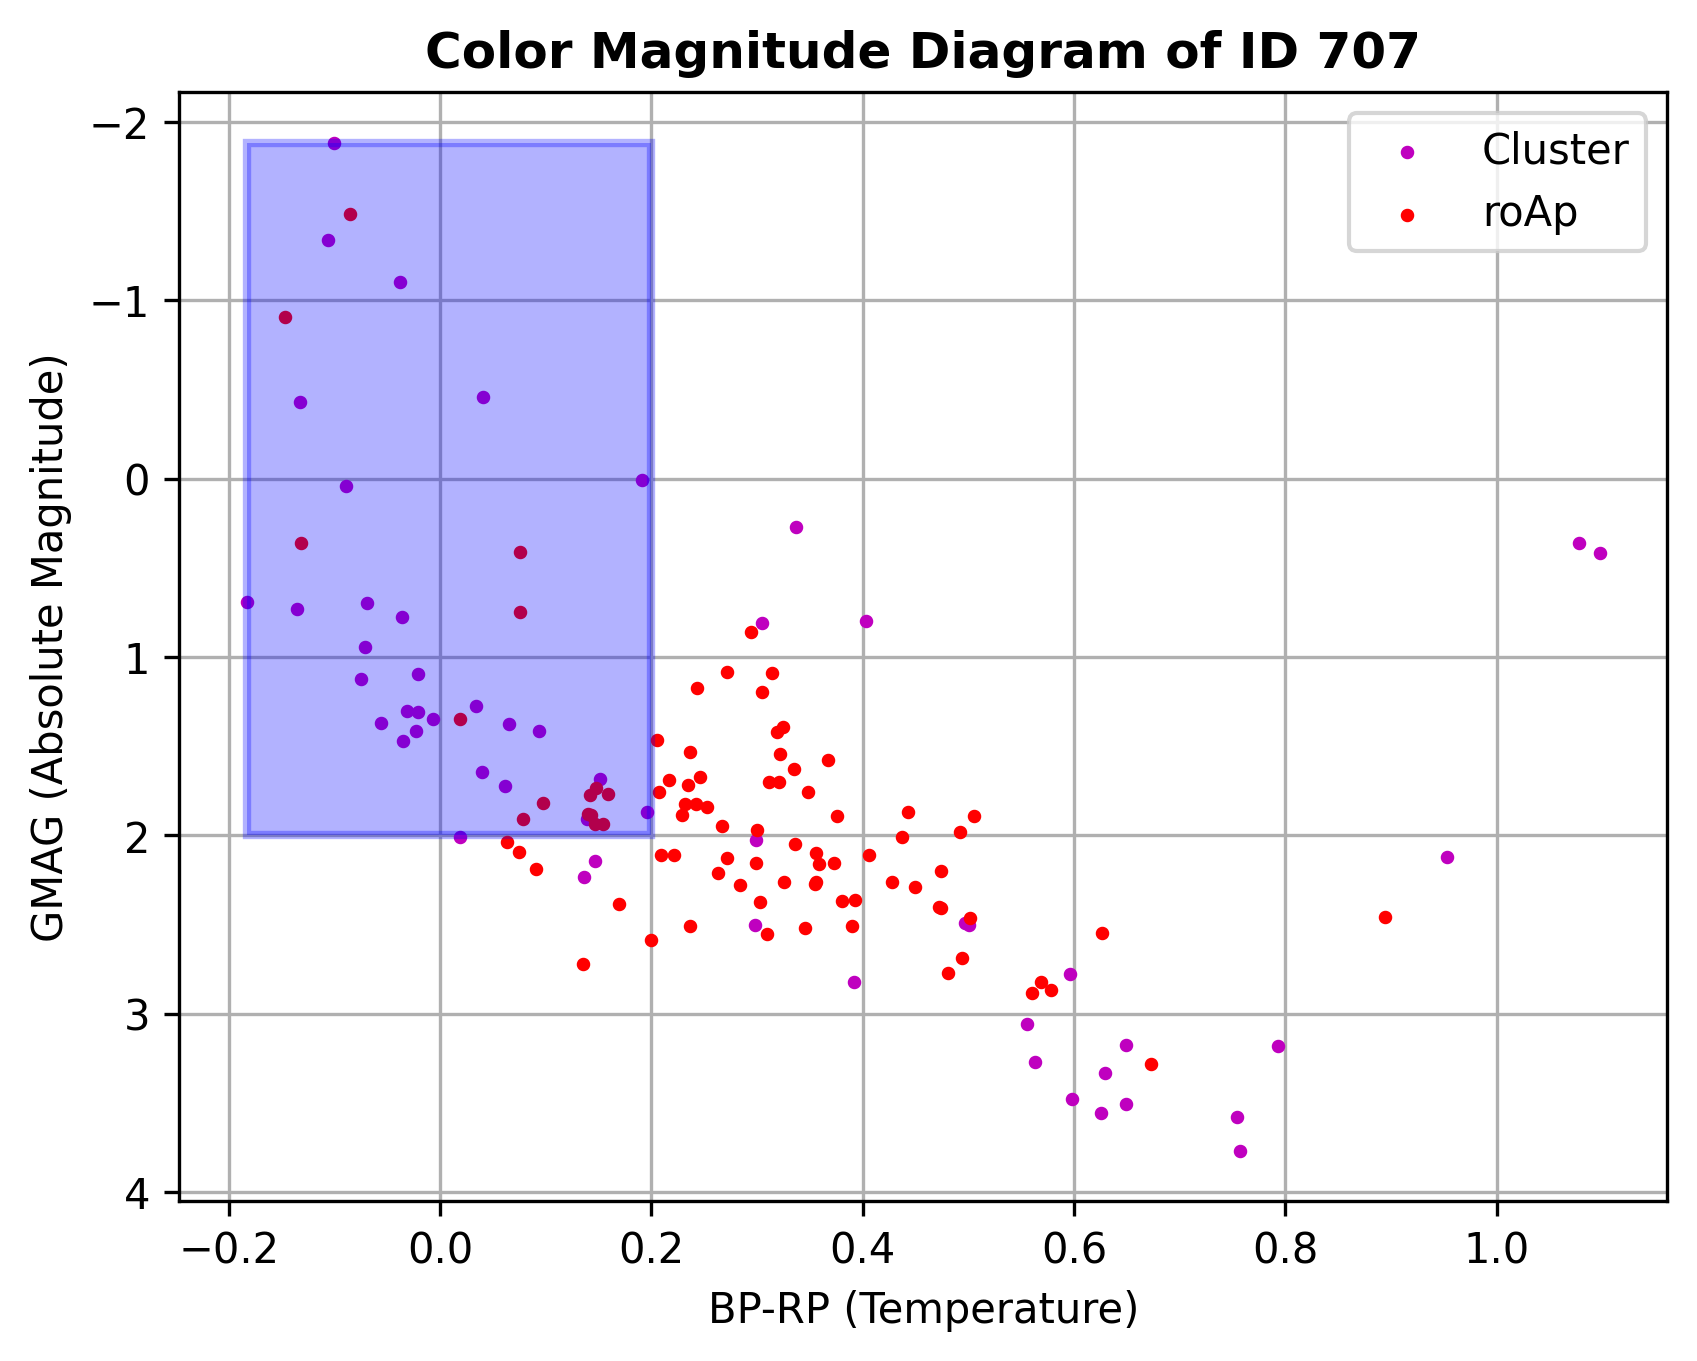 Color Magnitude Diagram of ID 707
Cluster
roAp
GMAG (Absolute Magnitude)
−2
−1
0
1
2
3
4
−0.2 0.0 0.2 0.4 0.6 0.8 1.0
BP-RP (Temperature)